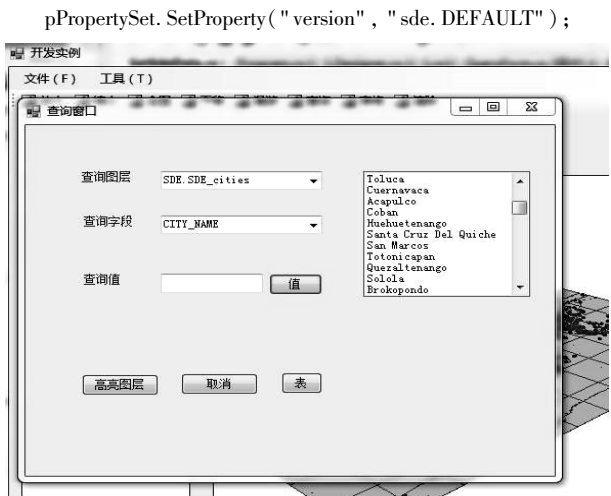 pPropertySet. SetProperty("version", "sde. DEFAULT");
开发实例
文件(F) 工具(T)
查询窗口
查询图层 SDE.SDE_cities
查询字段 CITY_NAME
查询值 值
Toluca
Cuernavaca
Acapulco
Coban
Huehuetenango
Santa Cruz Del Quiche
San Marcos
Totonicapan
Quezaltenango
Solola
Brokopondo
高亮图层 取消 表